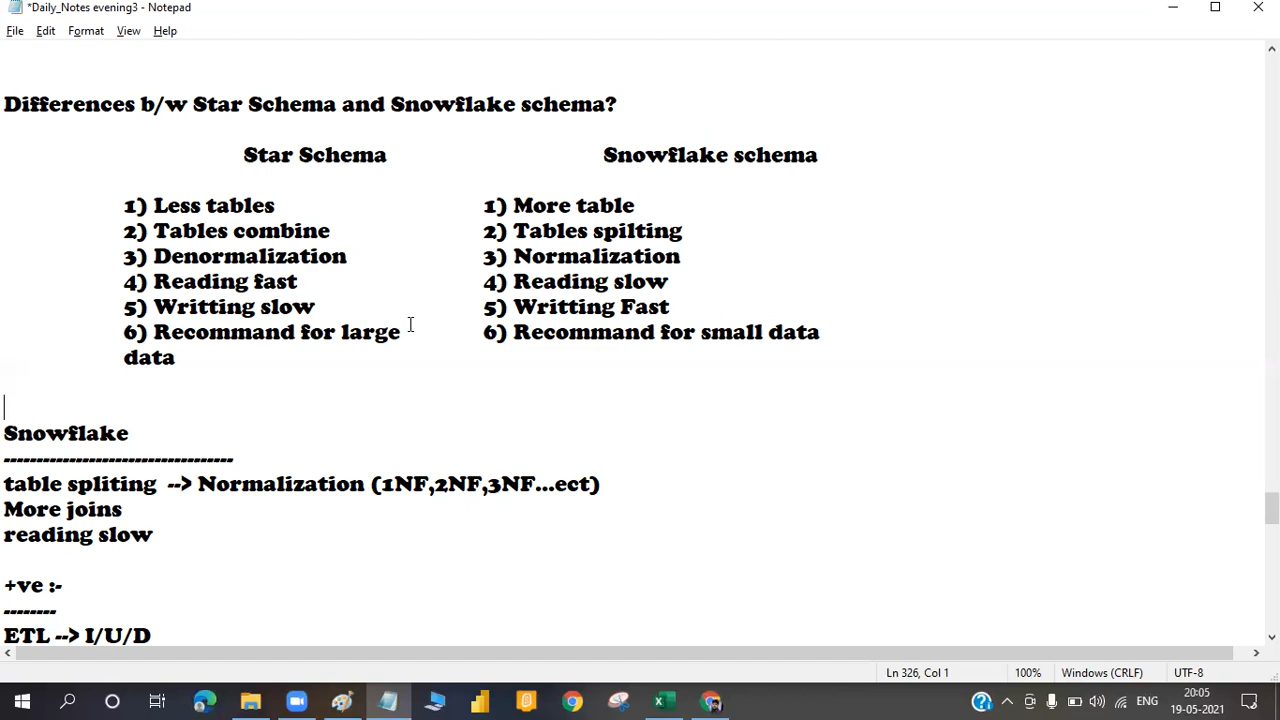 *Daily_Notes evening3 - Notepad
File Edit Format View Help
Differences b/w Star Schema and Snowflake schema?
Star Schema Snowflake schema
1) Less tables 1) More table
2) Tables combine 2) Tables spilting
3) Denormalization 3) Normalization
4) Reading fast 4) Reading slow
5) Writting slow 5) Writting Fast
6) Recommand for large 6) Recommand for small data
data
Snowflake
-----------------------------------
table spliting --> Normalization (1NF,2NF,3NF...ect)
More joins
reading slow
+ve :-
--------
ETL --> I/U/D
Ln 326, Col 1 100% Windows (CRLF) UTF-8
ENG 20:05
19-05-2021